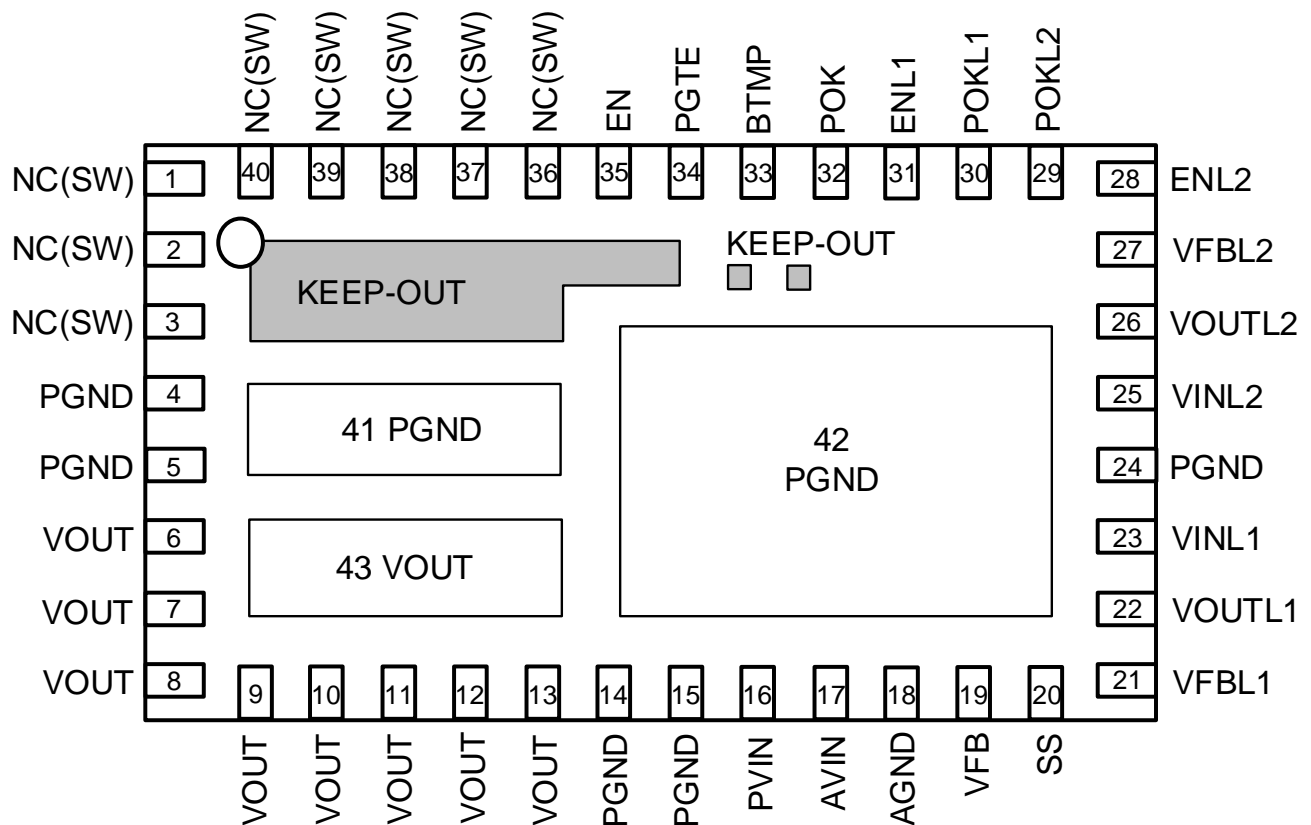 NC(SW) NC(SW) NC(SW) NC(SW) NC(SW) EN PGTE BTMP POK ENL1 POKL1 POKL2
40 39 38 37 36 35 34 33 32 31 30 29
NC(SW) 1 28 ENL2
NC(SW) 2 27 VFBL2
KEEP-OUT
KEEP-OUT
NC(SW) 3 26 VOUTL2
PGND 4 25 VINL2
41 PGND
42
PGND
PGND 5 24 PGND
VOUT 6 23 VINL1
43 VOUT
VOUT 7 22 VOUTL1
VOUT 8 21 VFBL1
9 10 11 12 13 14 15 16 17 18 19 20
VOUT VOUT VOUT VOUT VOUT PGND PGND PVIN AVIN AGND VFB SS